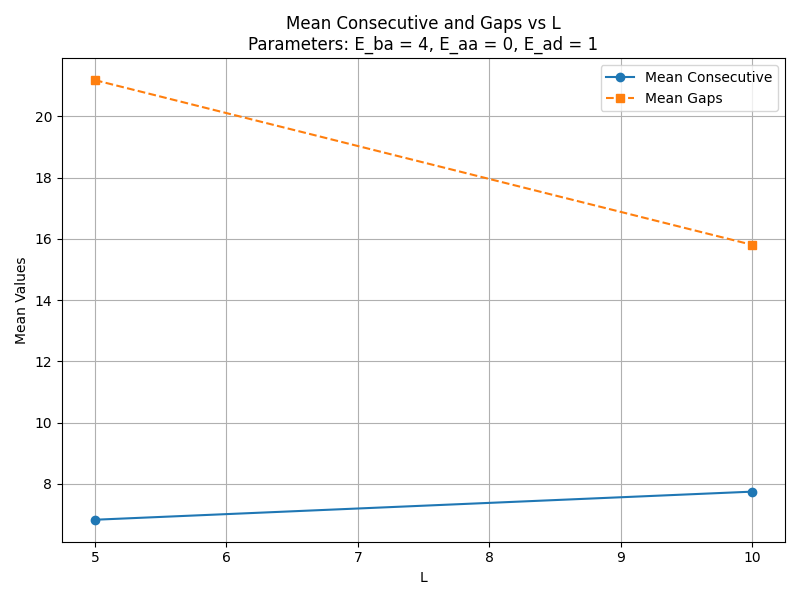 Mean Consecutive and Gaps vs L
Parameters: E_ba = 4, E_aa = 0, E_ad = 1
Mean Consecutive
Mean Gaps
Mean Values
20
18
16
14
12
10
8
5 6 7 8 9 10
L